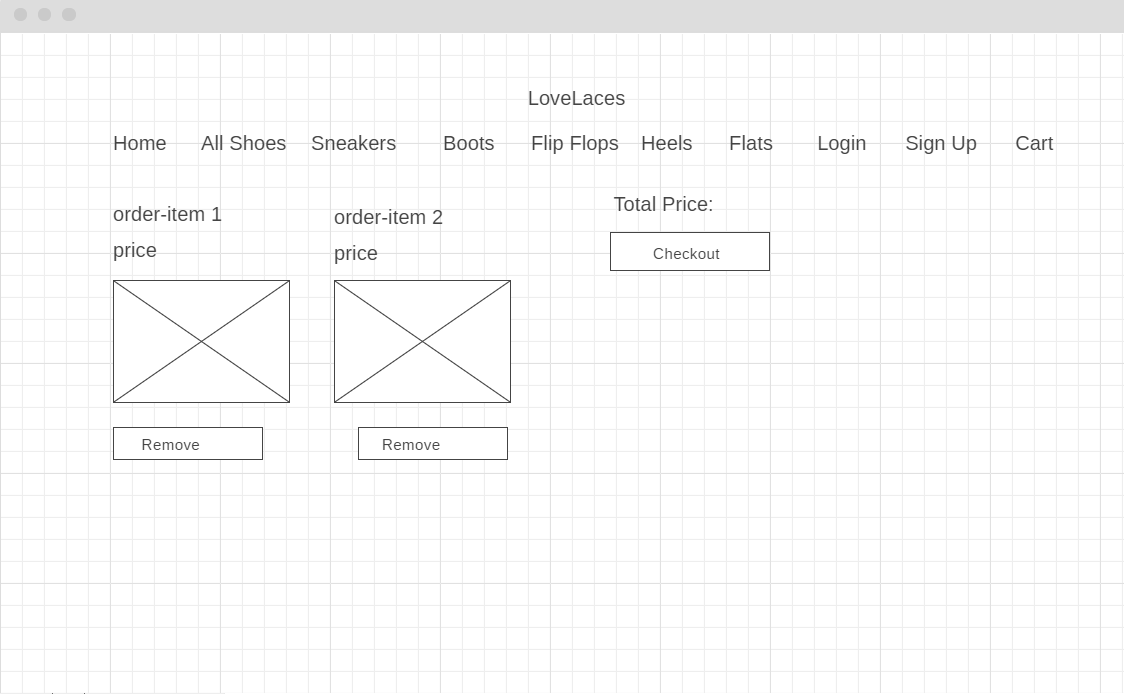 LoveLaces
Home All Shoes Sneakers Boots Flip Flops Heels Flats Login Sign Up Cart
order-item 1
price
order-item 2
price
Total Price:
Checkout
Remove
Remove